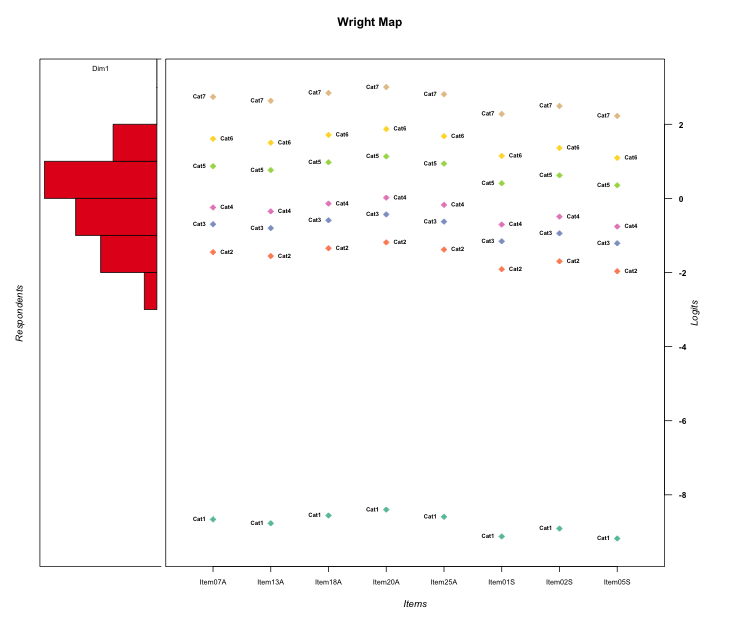 Wright Map
Dim1
Cat7 Cat7 Cat7 Cat7 Cat7 Cat7 Cat7 Cat7
Cat6 Cat6 Cat6 Cat6 Cat6 Cat6 Cat6 Cat6
Cat5 Cat5 Cat5 Cat5 Cat5 Cat5 Cat5 Cat5
Cat4 Cat4 Cat4 Cat4 Cat4 Cat4 Cat4 Cat4
Cat3 Cat3 Cat3 Cat3 Cat3 Cat3 Cat3 Cat3
Cat2 Cat2 Cat2 Cat2 Cat2 Cat2 Cat2 Cat2
Cat1 Cat1 Cat1 Cat1 Cat1 Cat1 Cat1 Cat1
2
0
-2
-4
-6
-8
Respondents
Logits
Item07A Item13A Item18A Item20A Item25A Item01S Item02S Item05S
Items